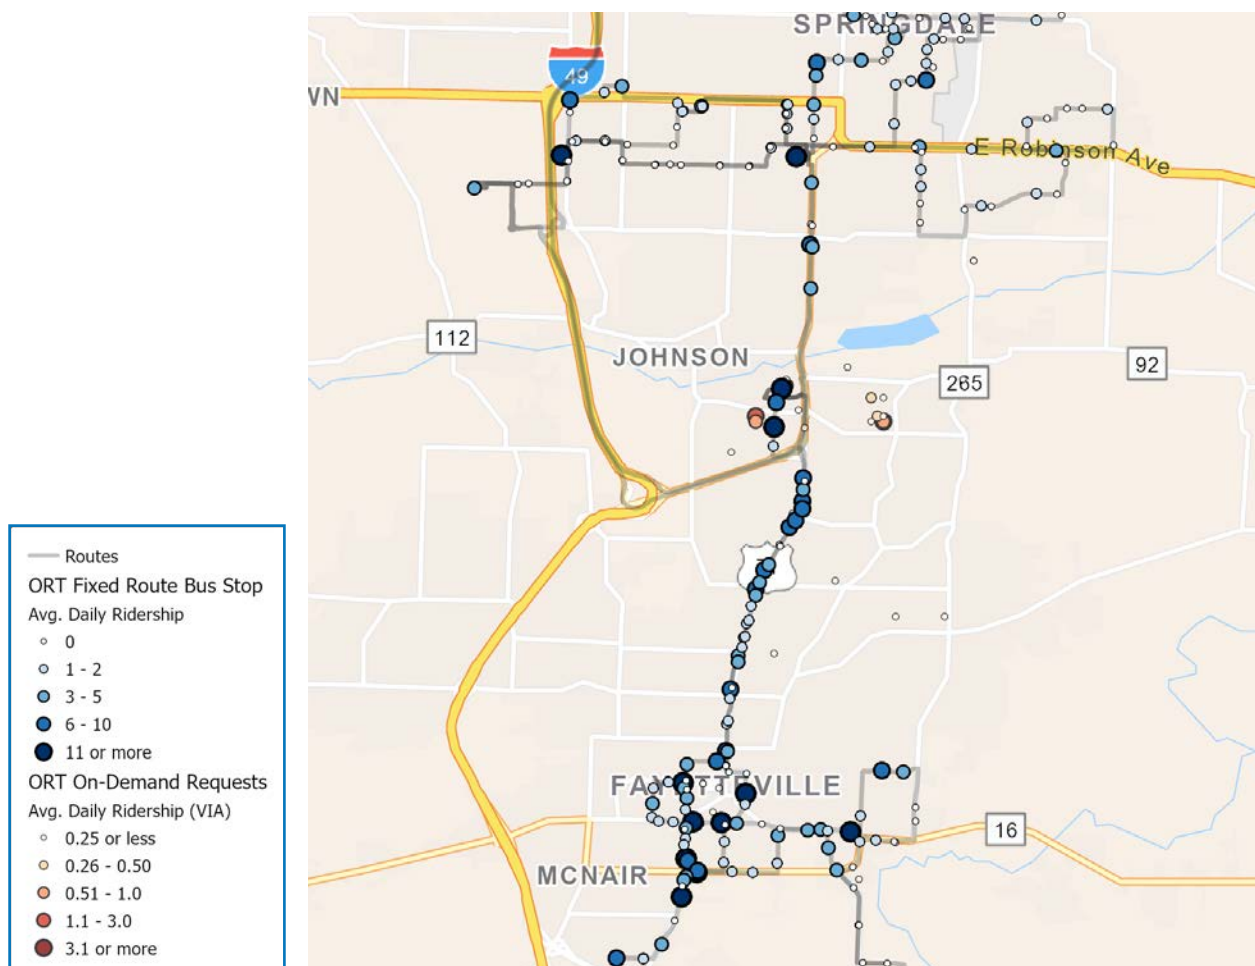 SPRINGDALE
49
WN
E Robinson Ave
112
JOHNSON
92
265
Routes
ORT Fixed Route Bus Stop
Avg. Daily Ridership
0
1 - 2
3 - 5
6 - 10
11 or more
ORT On-Demand Requests
Avg. Daily Ridership (VIA)
0.25 or less
0.26 - 0.50
0.51 - 1.0
1.1 - 3.0
3.1 or more
FAYETTEVILLE
16
MCNAIR